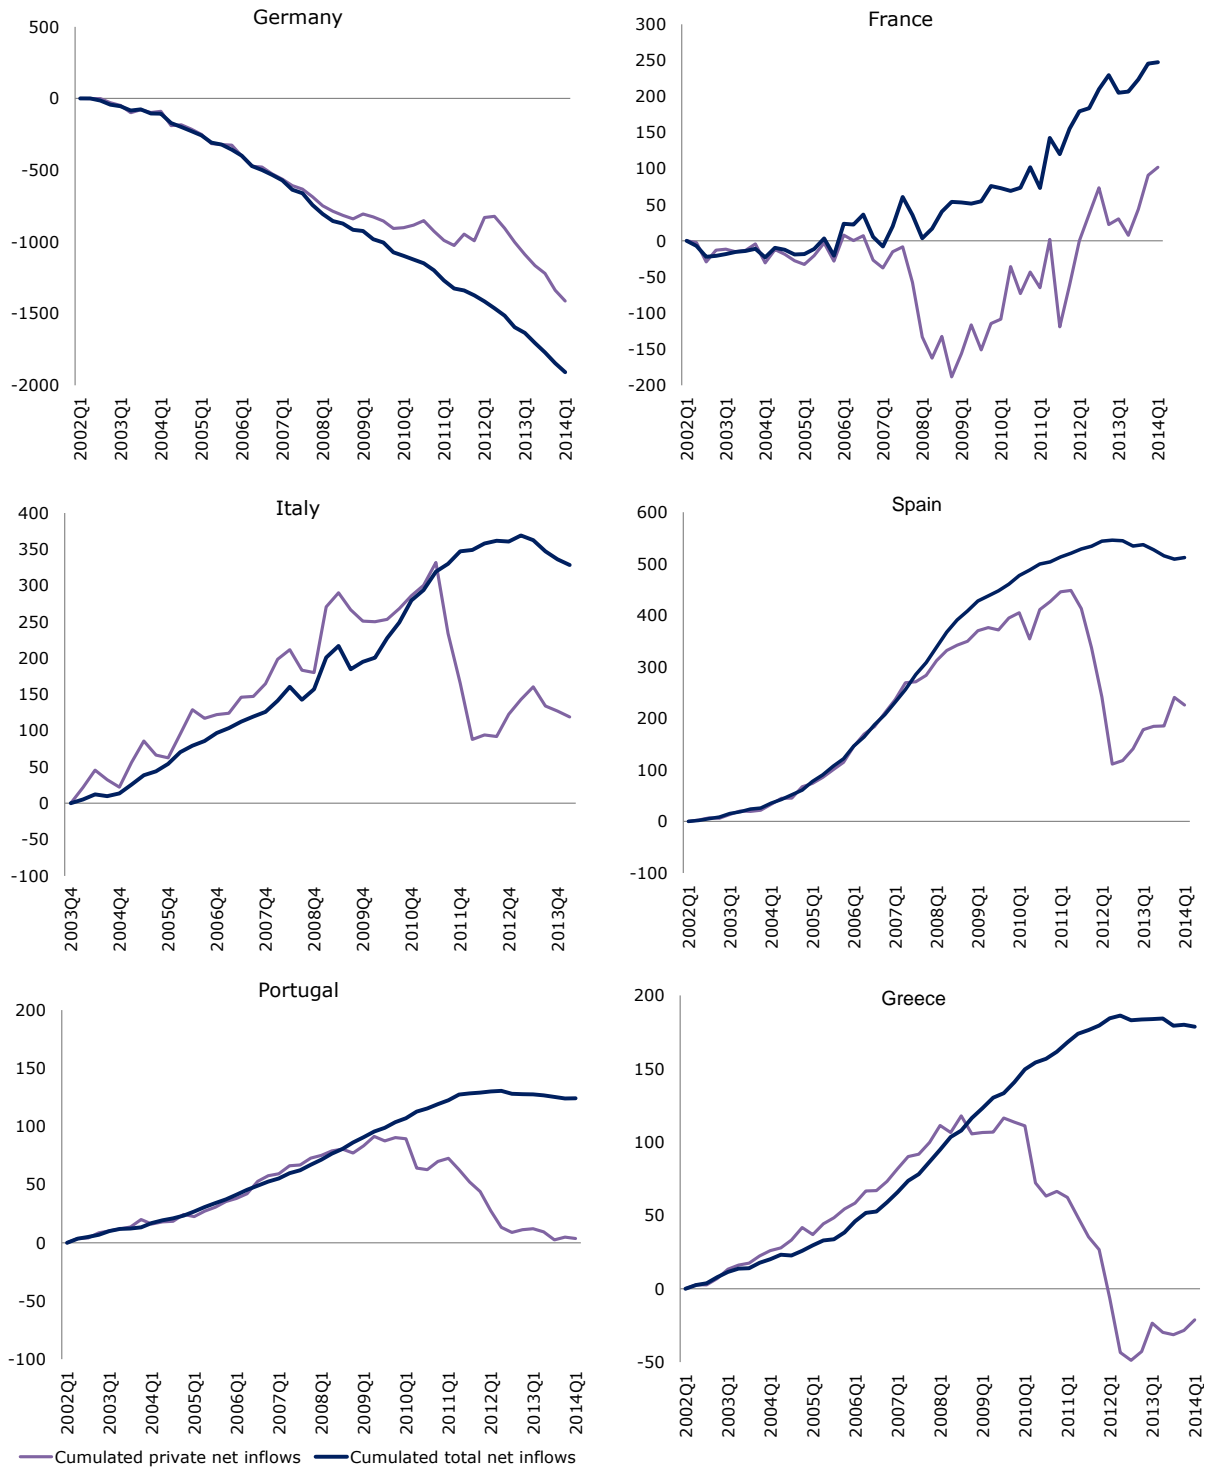 Germany
500
0
-500
-1000
-1500
-2000
2002Q1
2003Q1
2004Q1
2005Q1
2006Q1
2007Q1
2008Q1
2009Q1
2010Q1
2011Q1
2012Q1
2013Q1
2014Q1
France
300
250
200
150
100
50
0
-50
-100
-150
-200
2002Q1
2003Q1
2004Q1
2005Q1
2006Q1
2007Q1
2008Q1
2009Q1
2010Q1
2011Q1
2012Q1
2013Q1
2014Q1
Italy
400
350
300
250
200
150
100
50
0
-50
-100
2003Q4
2004Q4
2005Q4
2006Q4
2007Q4
2008Q4
2009Q4
2010Q4
2011Q4
2012Q4
2013Q4
Spain
600
500
400
300
200
100
0
-100
2002Q1
2003Q1
2004Q1
2005Q1
2006Q1
2007Q1
2008Q1
2009Q1
2010Q1
2011Q1
2012Q1
2013Q1
2014Q1
Portugal
200
150
100
50
0
-50
-100
2002Q1
2003Q1
2004Q1
2005Q1
2006Q1
2007Q1
2008Q1
2009Q1
2010Q1
2011Q1
2012Q1
2013Q1
2014Q1
Greece
200
150
100
50
0
-50
2002Q1
2003Q1
2004Q1
2005Q1
2006Q1
2007Q1
2008Q1
2009Q1
2010Q1
2011Q1
2012Q1
2013Q1
2014Q1
Cumulated private net inflows Cumulated total net inflows